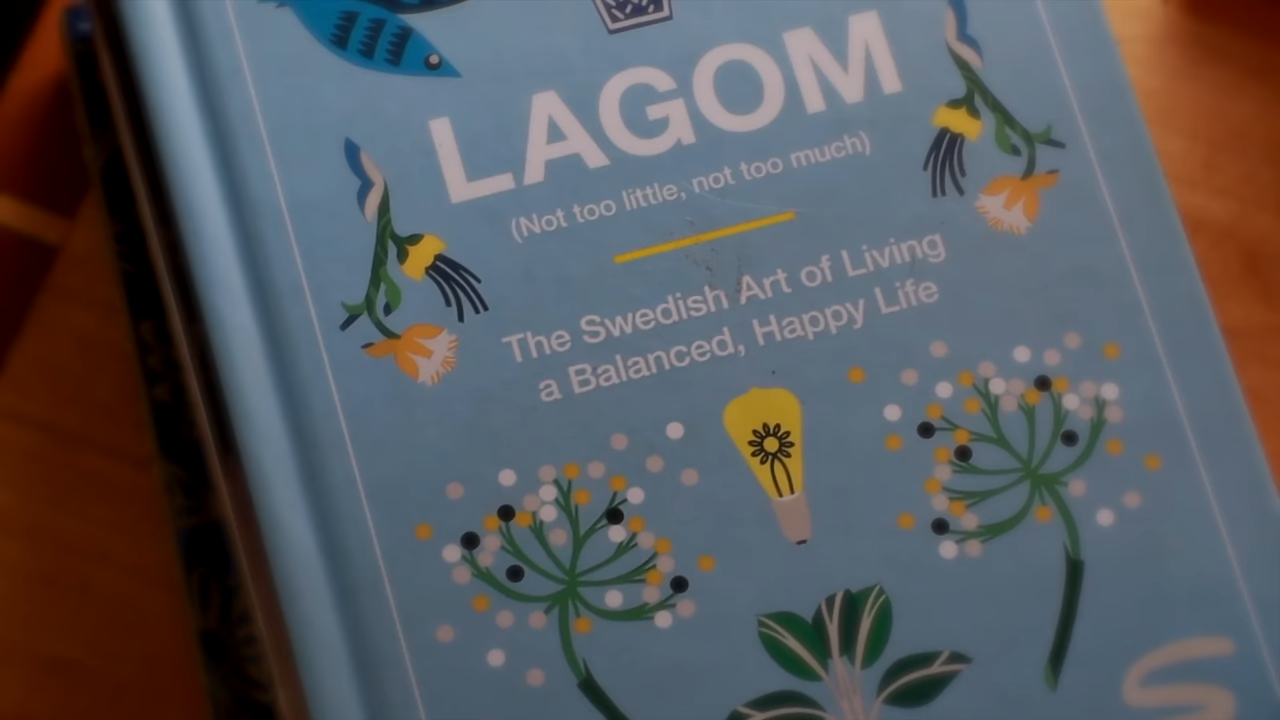 LAGOM
(Not too little, not too much)
The Swedish Art of Living
a Balanced, Happy Life